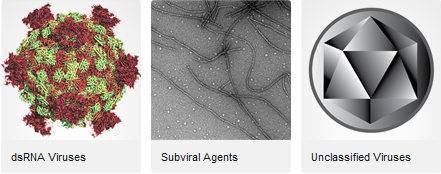 dsRNA Viruses
Subviral Agents
Unclassified Viruses